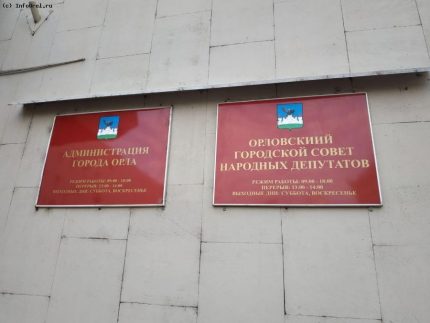 (c) InfoOrel.ru
АДМИНИСТРАЦИЯ
ГОРОДА ОРЛА
РЕЖИМ РАБОТЫ: 09:00 - 18:00
ПЕРЕРЫВ: 13:00 - 14:00
ВЫХОДНЫЕ ДНИ: СУББОТА, ВОСКРЕСЕНЬЕ
ОРЛОВСКИЙ
ГОРОДСКОЙ СОВЕТ
НАРОДНЫХ ДЕПУТАТОВ
РЕЖИМ РАБОТЫ: 09:00 - 18:00
ПЕРЕРЫВ: 13:00 - 14:00
ВЫХОДНЫЕ ДНИ: СУББОТА, ВОСКРЕСЕНЬЕ